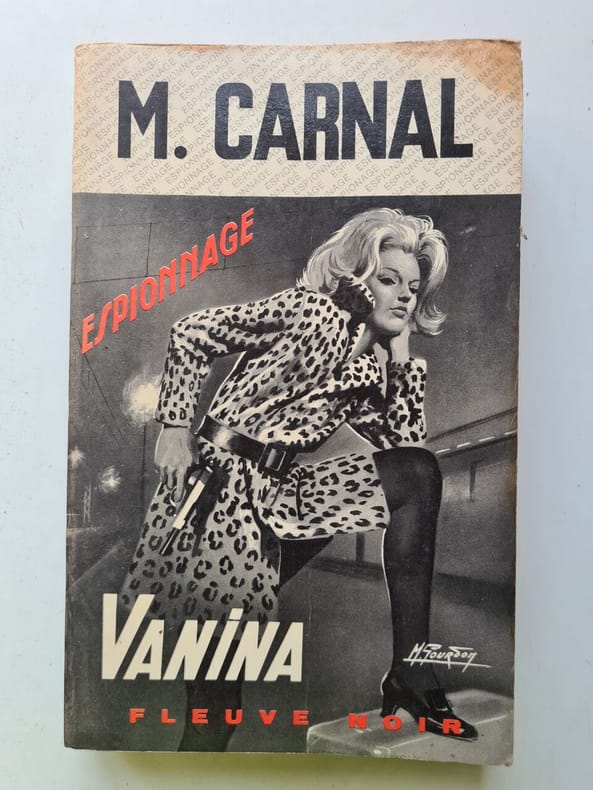 M. CARNAL
ESPIONNAGE
VANINA
M. Gourdon
FLEUVE NOIR